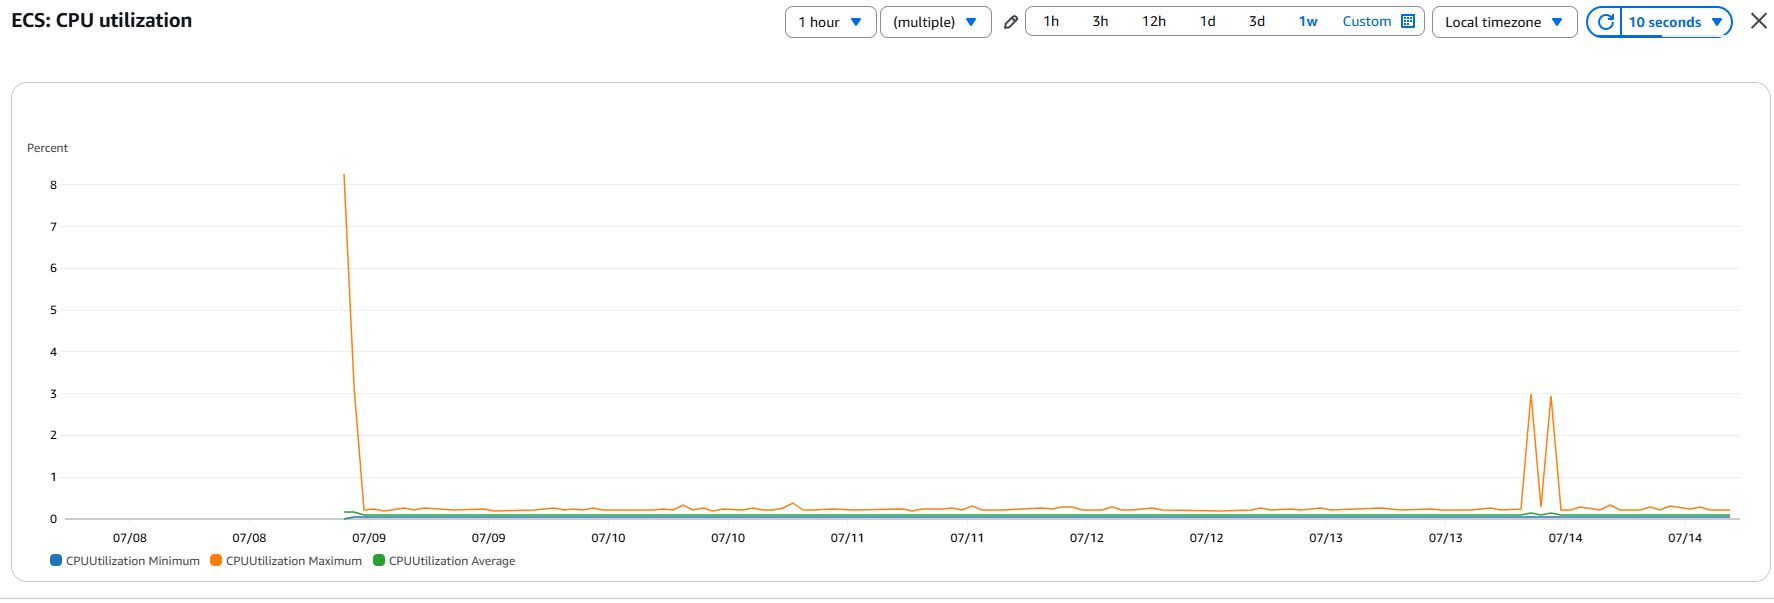 ECS: CPU utilization
1 hour (multiple) 1h 3h 12h 1d 3d 1w Custom Local timezone 10 seconds
Percent
8
7
6
5
4
3
2
1
0
07/08 07/08 07/09 07/09 07/10 07/10 07/11 07/11 07/12 07/12 07/13 07/13 07/14 07/14
CPUUtilization Minimum CPUUtilization Maximum CPUUtilization Average